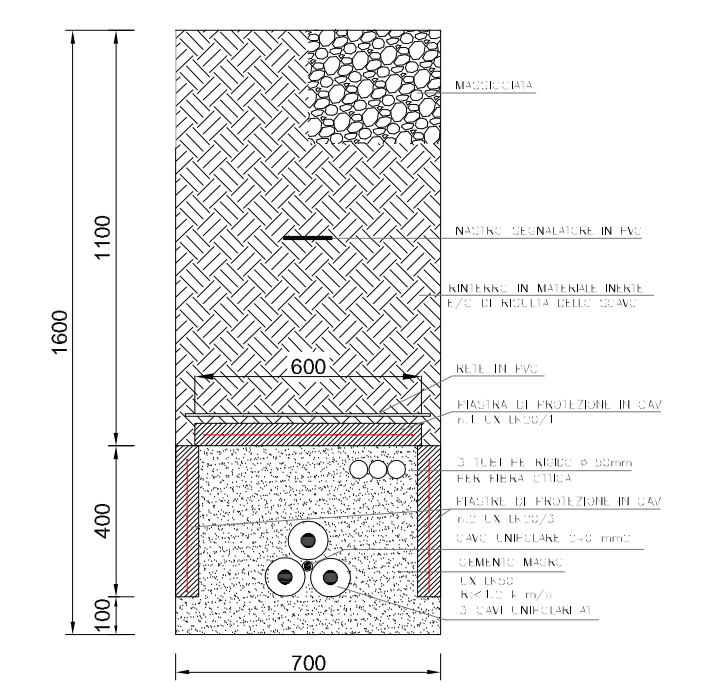 MASSICCIATA
NASTRO SEGNALATORE IN PVC
RINTERRO IN MATERIALE INERTE
E/O DI RISULTA DELLO SCAVO
600
RETE IN PVC
PIASTRA DI PROTEZIONE IN CAV
n.1 UX LK20/1
3 TUBI PE RIGIDO Ø 50mm
PER FIBRA OTTICA
PIASTRE DI PROTEZIONE IN CAV
n.2 UX LK20/3
CAVO UNIPOLARE 240 mm2
CEMENTO MAGRO
UX LK60
3 CAVI UNIPOLARI AT
1600
1100
400
100
700